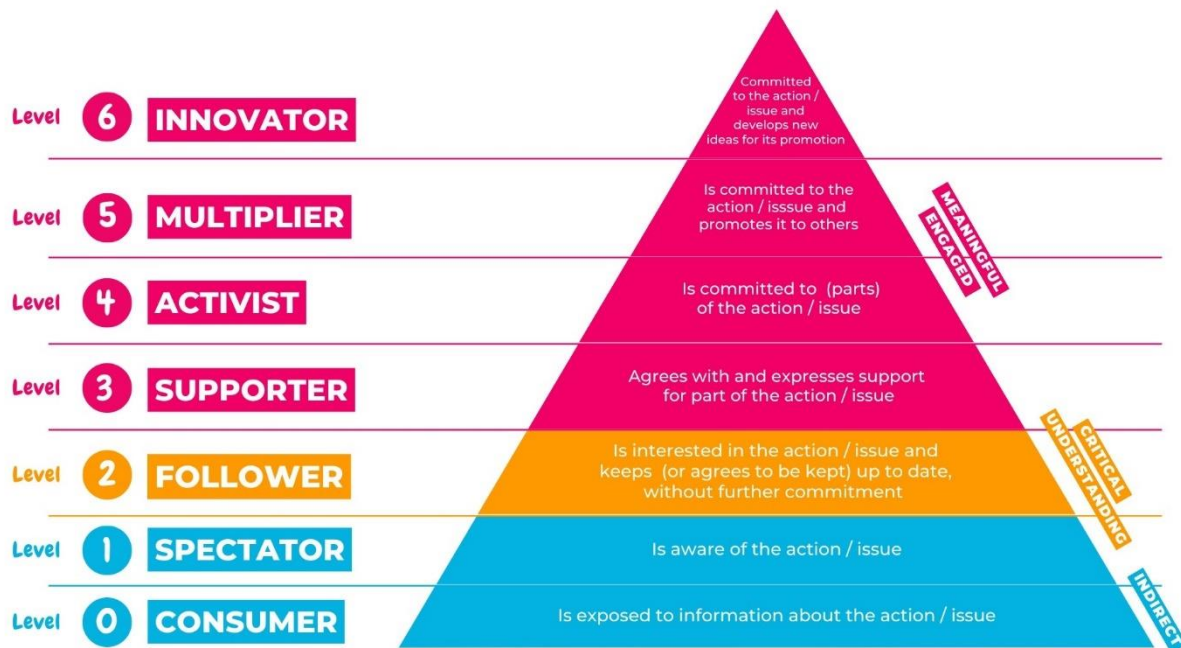 Level 6 INNOVATOR
Committed
to the action /
issue and
develops new
ideas for its promotion
Level 5 MULTIPLIER
Is committed to the
action / isssue and
promotes it to others
MEANINGFUL
ENGAGED
Level 4 ACTIVIST
Is committed to (parts)
of the action / issue
Level 3 SUPPORTER
Agrees with and expresses support
for part of the action / issue
Level 2 FOLLOWER
Is interested in the action / issue and
keeps (or agrees to be kept) up to date,
without further commitment
CRITICAL
UNDERSTANDING
Level 1 SPECTATOR
Is aware of the action / issue
Level 0 CONSUMER
Is exposed to information about the action / issue
INDIRECT